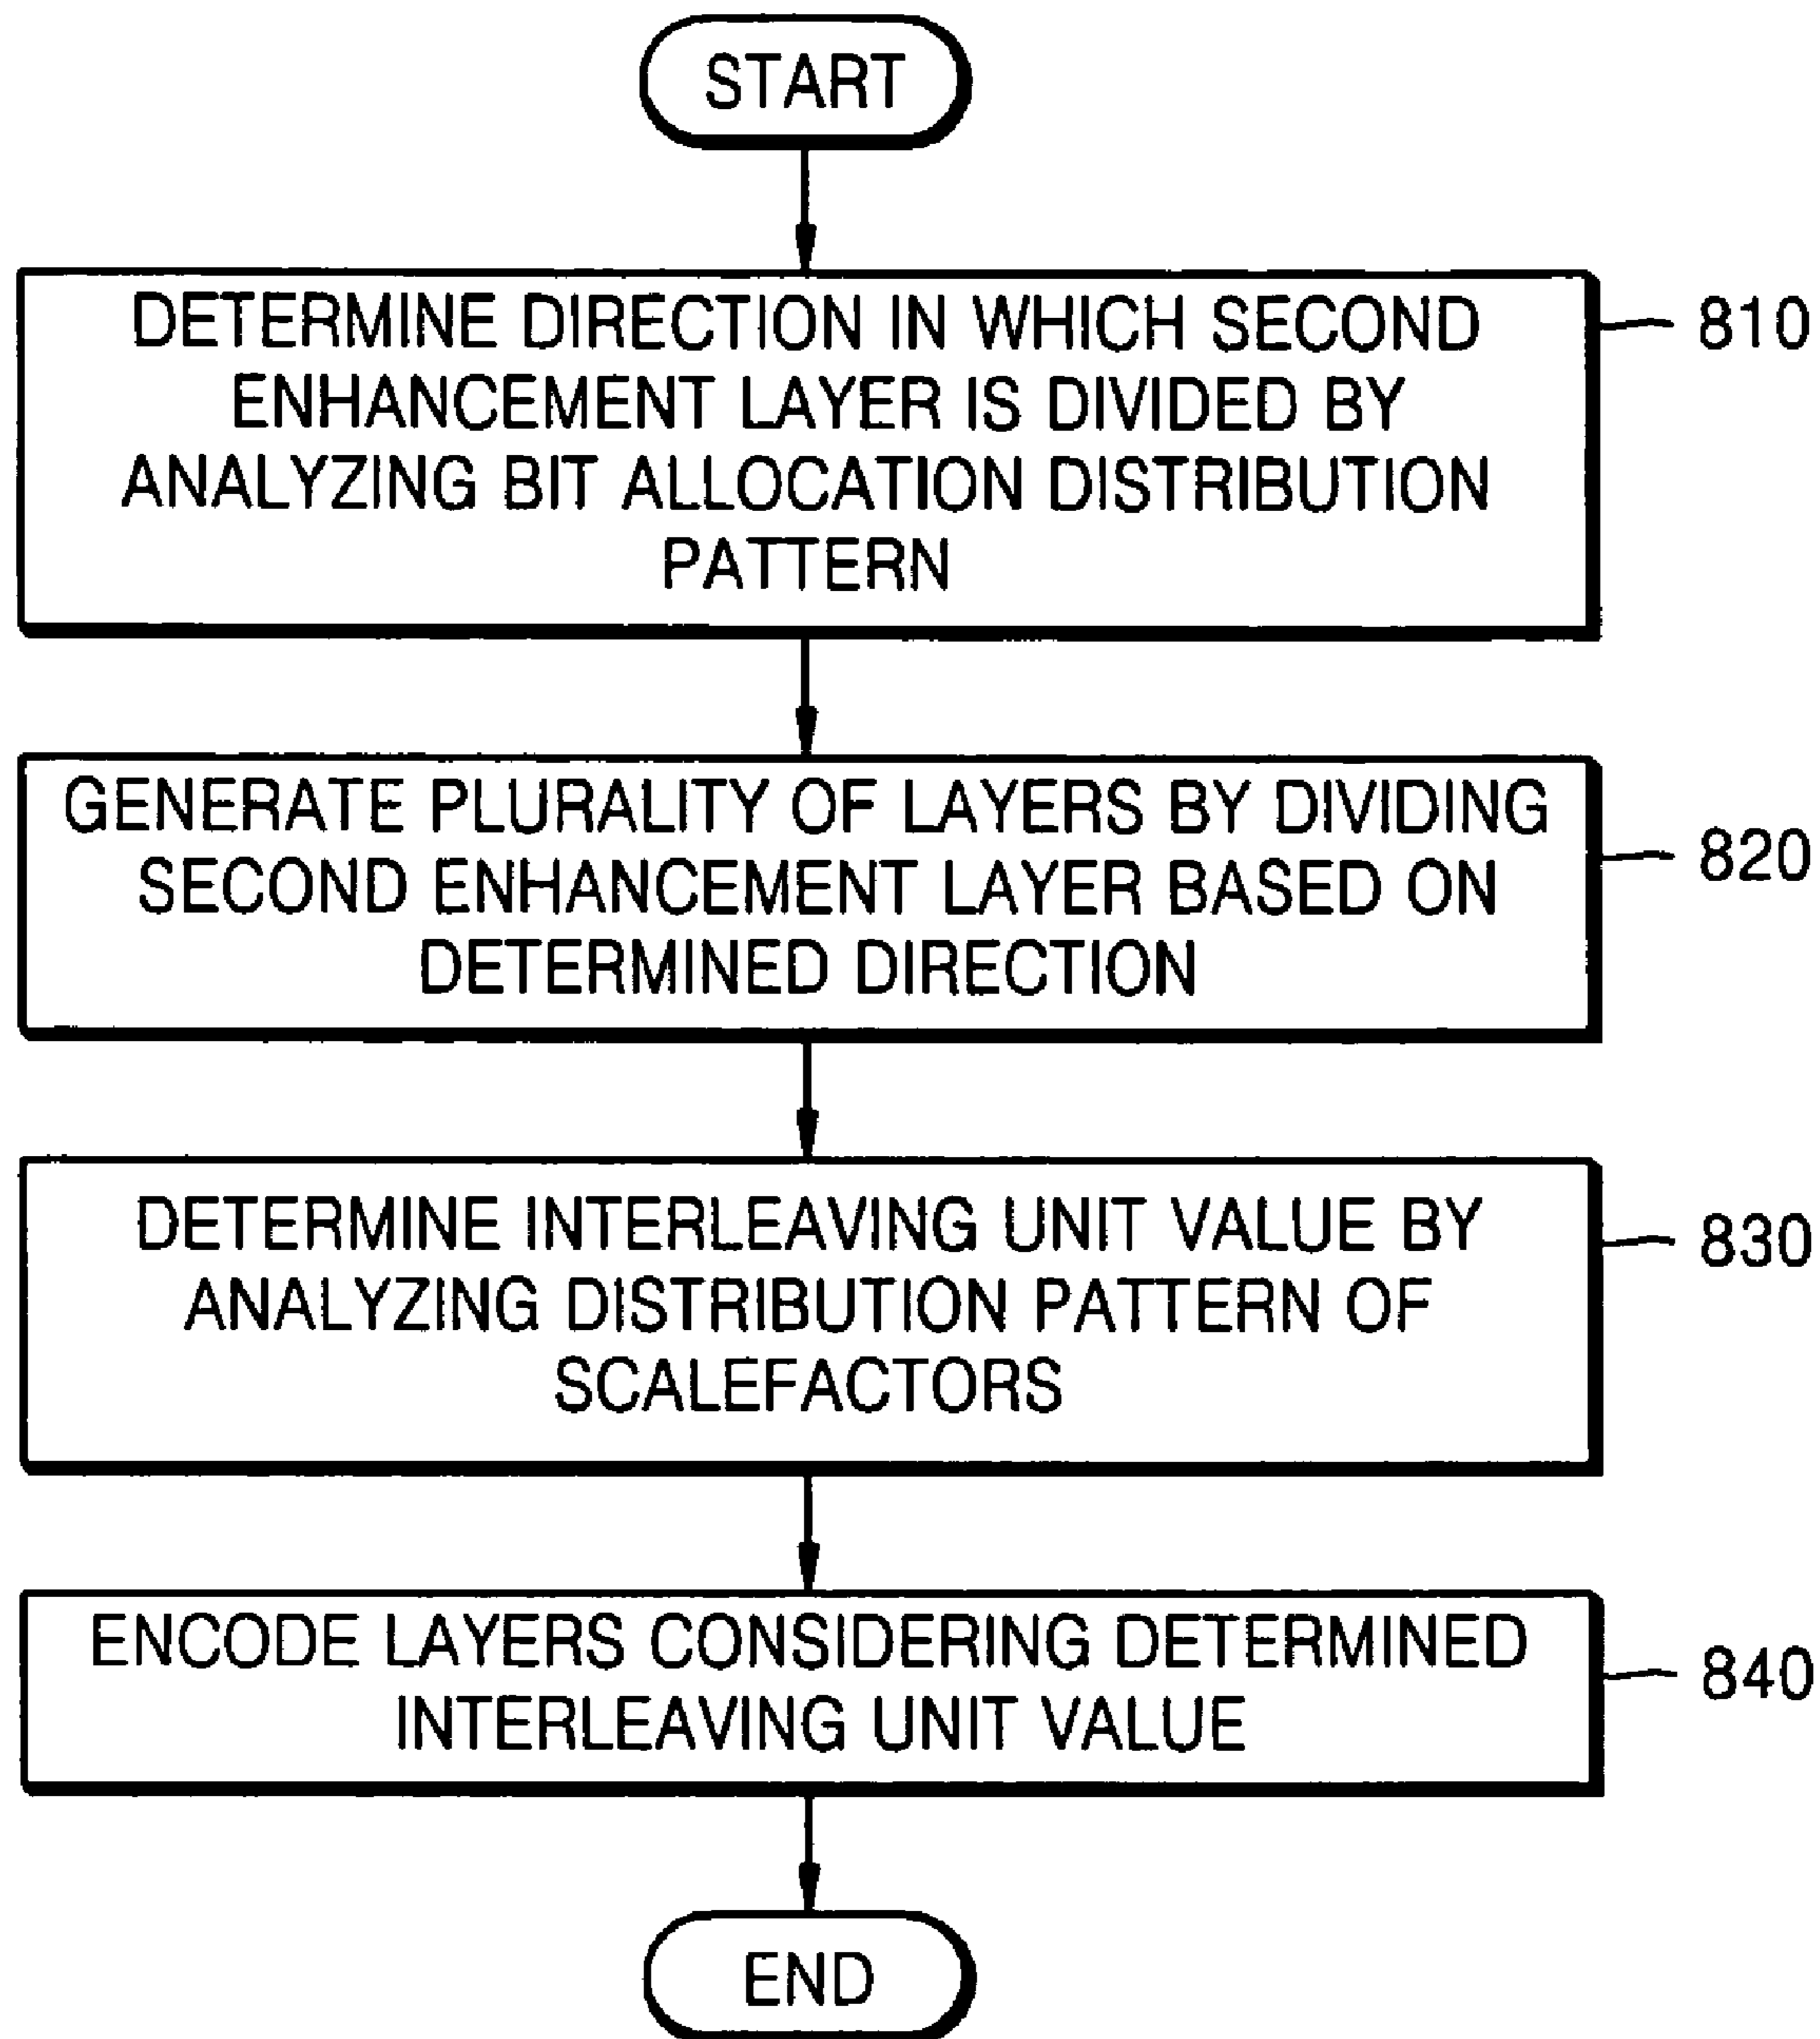 START
DETERMINE DIRECTION IN WHICH SECOND
ENHANCEMENT LAYER IS DIVIDED BY
ANALYZING BIT ALLOCATION DISTRIBUTION
PATTERN
810
GENERATE PLURALITY OF LAYERS BY DIVIDING
SECOND ENHANCEMENT LAYER BASED ON
DETERMINED DIRECTION
820
DETERMINE INTERLEAVING UNIT VALUE BY
ANALYZING DISTRIBUTION PATTERN OF
SCALEFACTORS
830
ENCODE LAYERS CONSIDERING DETERMINED
INTERLEAVING UNIT VALUE
840
END